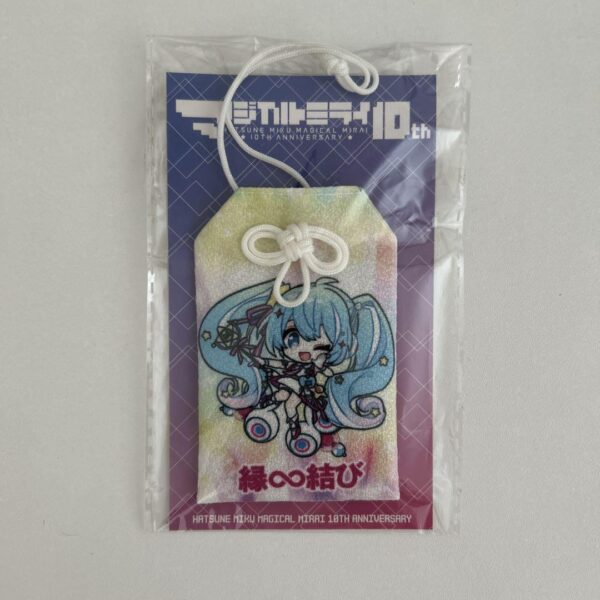 マジカルミライ10th
HATSUNE MIKU MAGICAL MIRAI
★ 10TH ANNIVERSARY ★
縁∞結び
HATSUNE MIKU MAGICAL MIRAI 10TH ANNIVERSARY